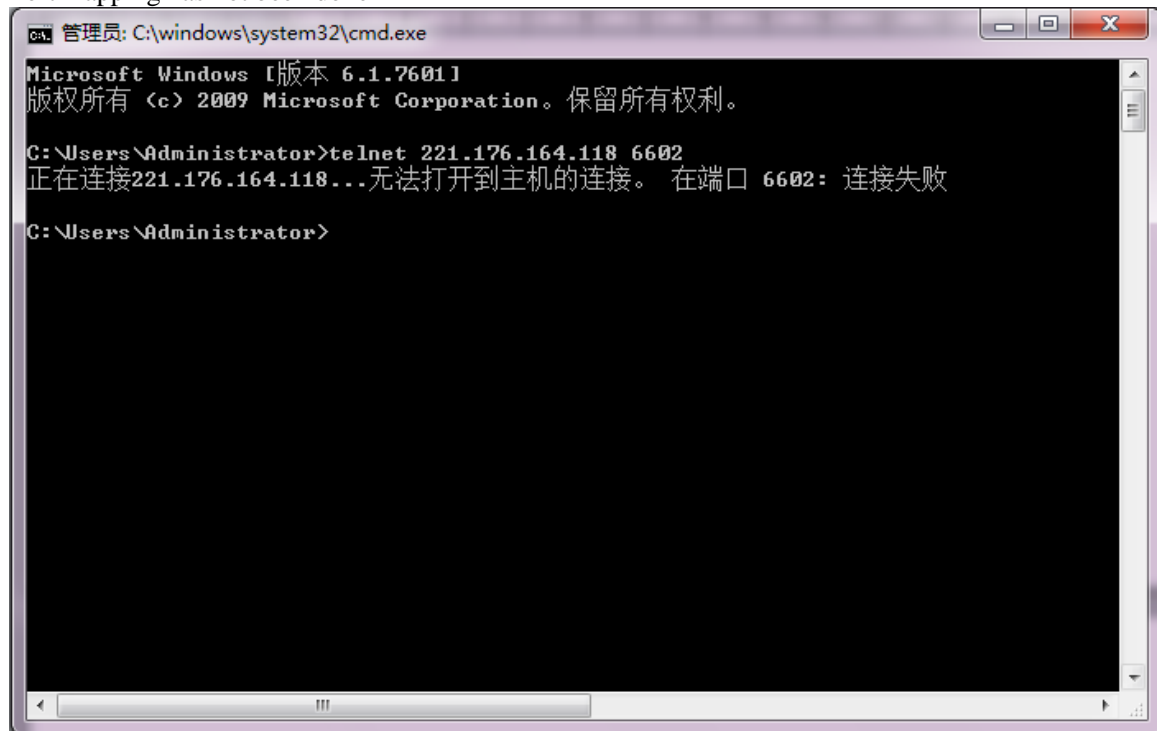 管理员: C:\windows\system32\cmd.exe
Microsoft Windows [版本 6.1.7601]
版权所有 (c) 2009 Microsoft Corporation。保留所有权利。
C:\Users\Administrator>telnet 221.176.164.118 6602
正在连接221.176.164.118...无法打开到主机的连接。 在端口 6602: 连接失败
C:\Users\Administrator>